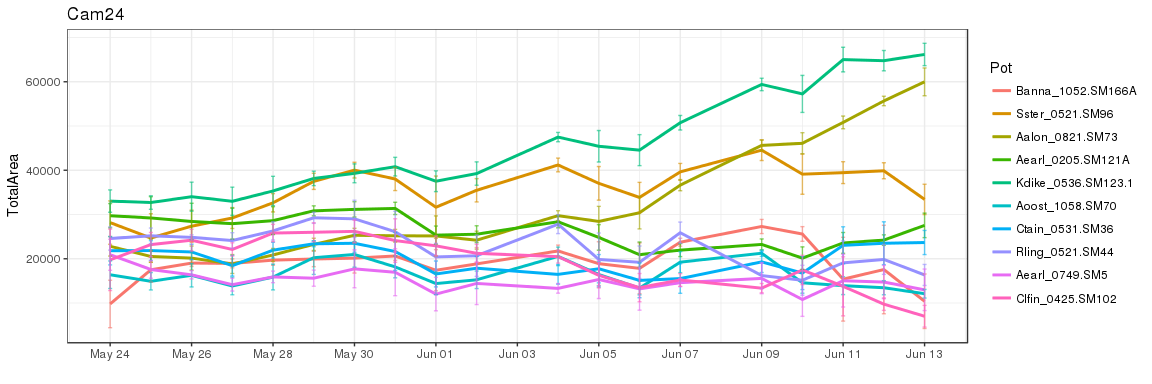 Cam24
TotalArea
60000
40000
20000
May 24 May 26 May 28 May 30 Jun 01 Jun 03 Jun 05 Jun 07 Jun 09 Jun 11 Jun 13
Pot
Banna_1052.SM166A
Sster_0521.SM96
Aalon_0821.SM73
Aearl_0205.SM121A
Kdike_0536.SM123.1
Aoost_1058.SM70
Ctain_0531.SM36
Rling_0521.SM44
Aearl_0749.SM5
Clfin_0425.SM102